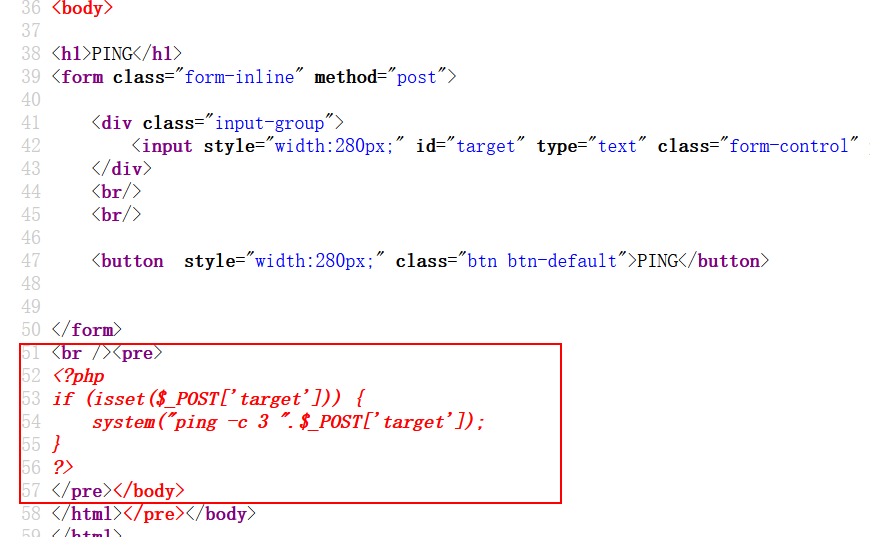 36 <body>
37
38 <h1>PING</h1>
39 <form class="form-inline" method="post">
40
41     <div class="input-group">
42         <input style="width:280px;" id="target" type="text" class="form-control"
43     </div>
44     <br/>
45     <br/>
46
47     <button  style="width:280px;" class="btn btn-default">PING</button>
48
49
50 </form>
51 <br /><pre>
52 <?php
53 if (isset($_POST['target'])) {
54     system("ping -c 3 ".$_POST['target']);
55 }
56 ?>
57 </pre></body>
58 </html></pre></body>
59 </html>